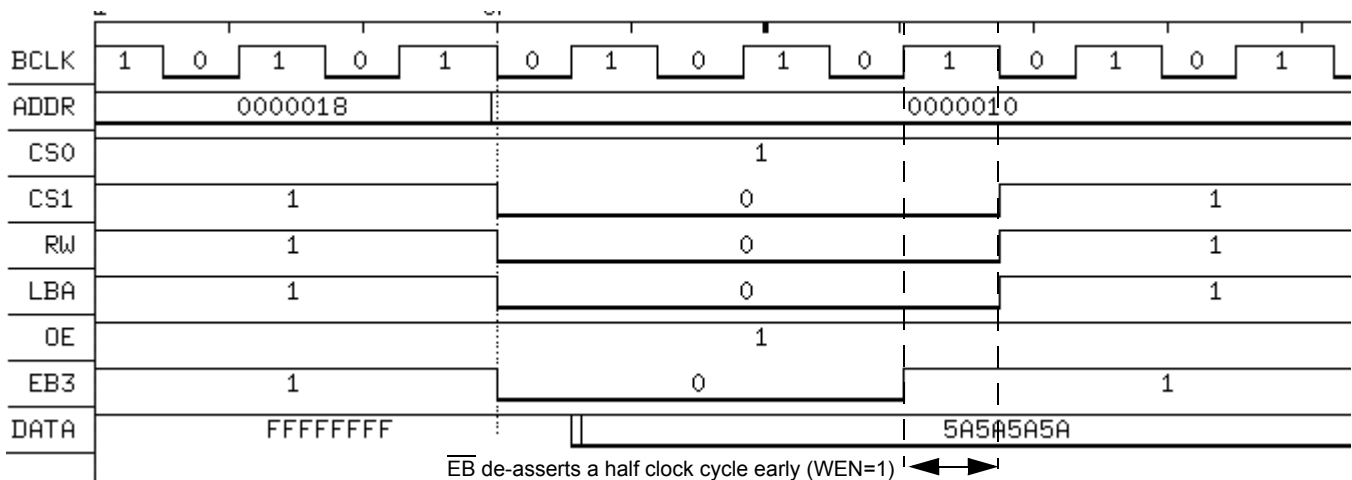 BCLK 1 0 1 0 1 0 1 0 1 0 1 0 1 0 1
ADDR 0000018 0000010
CS0 1
CS1 1 0 1
RW 1 0 1
LBA 1 0 1
OE 1
EB3 1 0 1
DATA FFFFFFFF 5A5A5A5A
EB de-asserts a half clock cycle early (WEN=1)